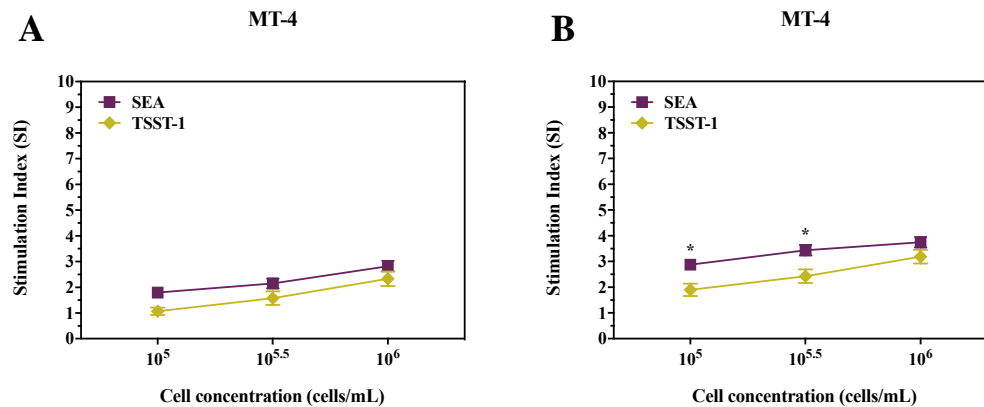 A
MT-4
Stimulation Index (SI)
10
9
8
7
6
5
4
3
2
1
0
SEA
TSST-1
10^5
10^5.5
10^6
Cell concentration (cells/mL)
B
MT-4
Stimulation Index (SI)
10
9
8
7
6
5
4
3
2
1
0
SEA
TSST-1
*
*
10^5
10^5.5
10^6
Cell concentration (cells/mL)